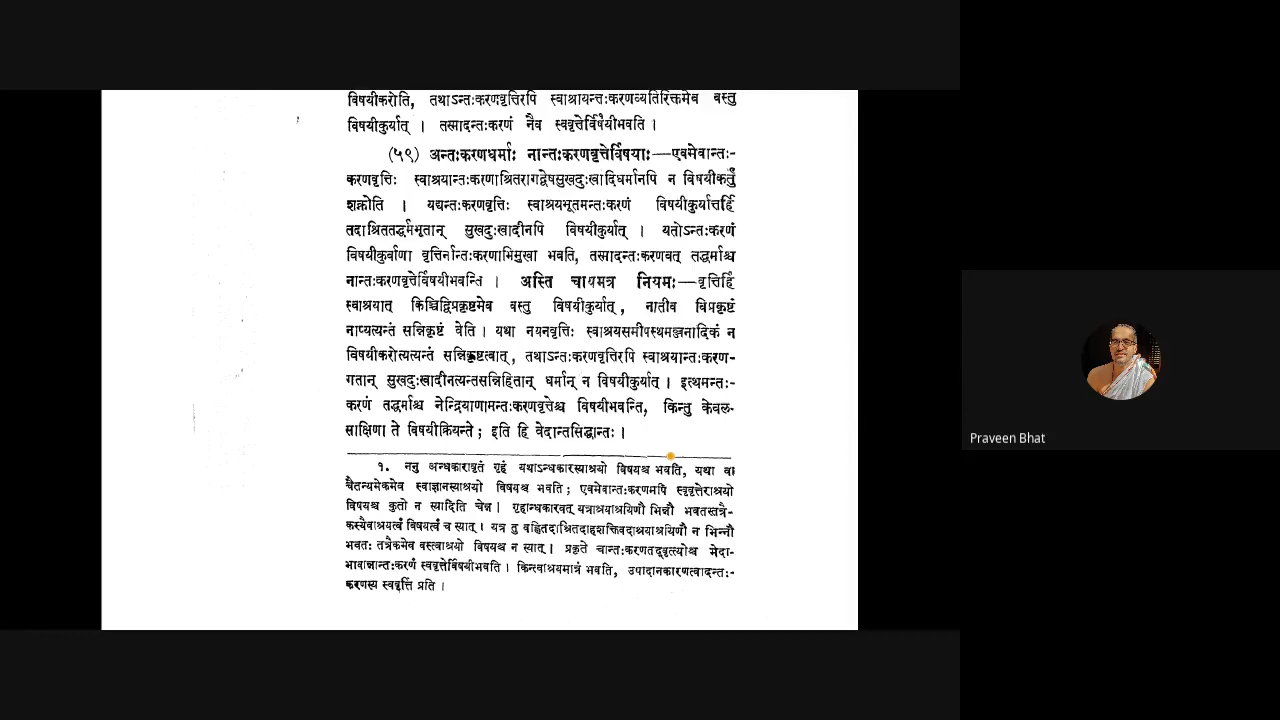 विषयीकरोति, तथाऽन्तःकरणवृत्तिरपि स्वाश्रायन्तःकरणव्यतिरिक्तमेव वस्तु
विषयीकुर्यात् । तस्मादन्तःकरणं नैव स्ववृत्तेर्विषयीभवति ।
(५९) अन्तःकरणधर्माः नान्तःकरणवृत्तेर्विषयाः—एवमेवान्तः-
करणवृत्तिः स्वाश्रयान्तःकरणाश्रितरागद्वेषसुखदुःखादिधर्मानपि न विषयीकर्तुं
शक्नोति । यद्यन्तःकरणवृत्तिः स्वाश्रयभूतमन्तःकरणं विषयीकुर्यात्तर्हि
तदाश्रिततद्धर्मभूतान् सुखदुःखादीनपि विषयीकुर्यात् । यतोऽन्तःकरणं
विषयीकुर्वाणा वृत्तिर्नान्तःकरणाभिमुखा भवति, तस्मादन्तःकरणवत् तद्धर्माश्च
नान्तःकरणवृत्तेर्विषयीभवन्ति । अस्ति चायमत्र नियमः—वृत्तिर्हि
स्वाश्रयात् किञ्चिद्विप्रकृष्टमेव वस्तु विषयीकुर्यात्, नातीव विप्रकृष्टं
नाप्यत्यन्तं सन्निकृष्टं वेति । यथा नयनवृत्तिः स्वाश्रयसमीपस्थमञ्जनादिकं न
विषयीकरोत्यत्यन्तं सन्निकृष्टत्वात्, तथाऽन्तःकरणवृत्तिरपि स्वाश्रयान्तःकरण-
गतान् सुखदुःखादीनत्यन्तसन्निहितान् धर्मान् न विषयीकुर्यात् । इत्थमन्तः-
करणं तद्धर्माश्च नेन्द्रियाणामन्तःकरणवृत्तेश्च विषयीभवन्ति, किन्तु केवल-
साक्षिणा ते विषयीक्रियन्ते ; इति हि वेदान्तसिद्धान्तः ।
१. ननु अन्धकारावृतं गृहं यथाऽन्धकारस्याश्रयो विषयश्च भवति, यथा वा
चैतन्यमेकमेव स्वाज्ञानस्याश्रयो विषयश्च भवति ; एवमेवान्तःकरणमपि स्ववृत्तेराश्रयो
विषयश्च कुतो न स्यादिति चेन्न । गृहान्धकारवत् यत्राश्रयाश्रयिणौ भिन्नौ भवतस्तत्रै-
कस्यैवाश्रयत्वं विषयत्वं च स्यात् । यत्र तु वह्नितदाश्रितदाहशक्तिवदाश्रयाश्रयिणौ न भिन्नौ
भवतः तत्रैकमेव वस्त्वाश्रयो विषयश्च न स्यात् । प्रकृते चान्तःकरणतद्वृत्त्योश्च भेदा-
भावान्नान्तःकरणं स्ववृत्तेर्विषयीभवति । किन्त्वाश्रयमात्रं भवति, उपादानकारणत्वादन्तः-
करणस्य स्ववृत्तिं प्रति ।
Praveen Bhat